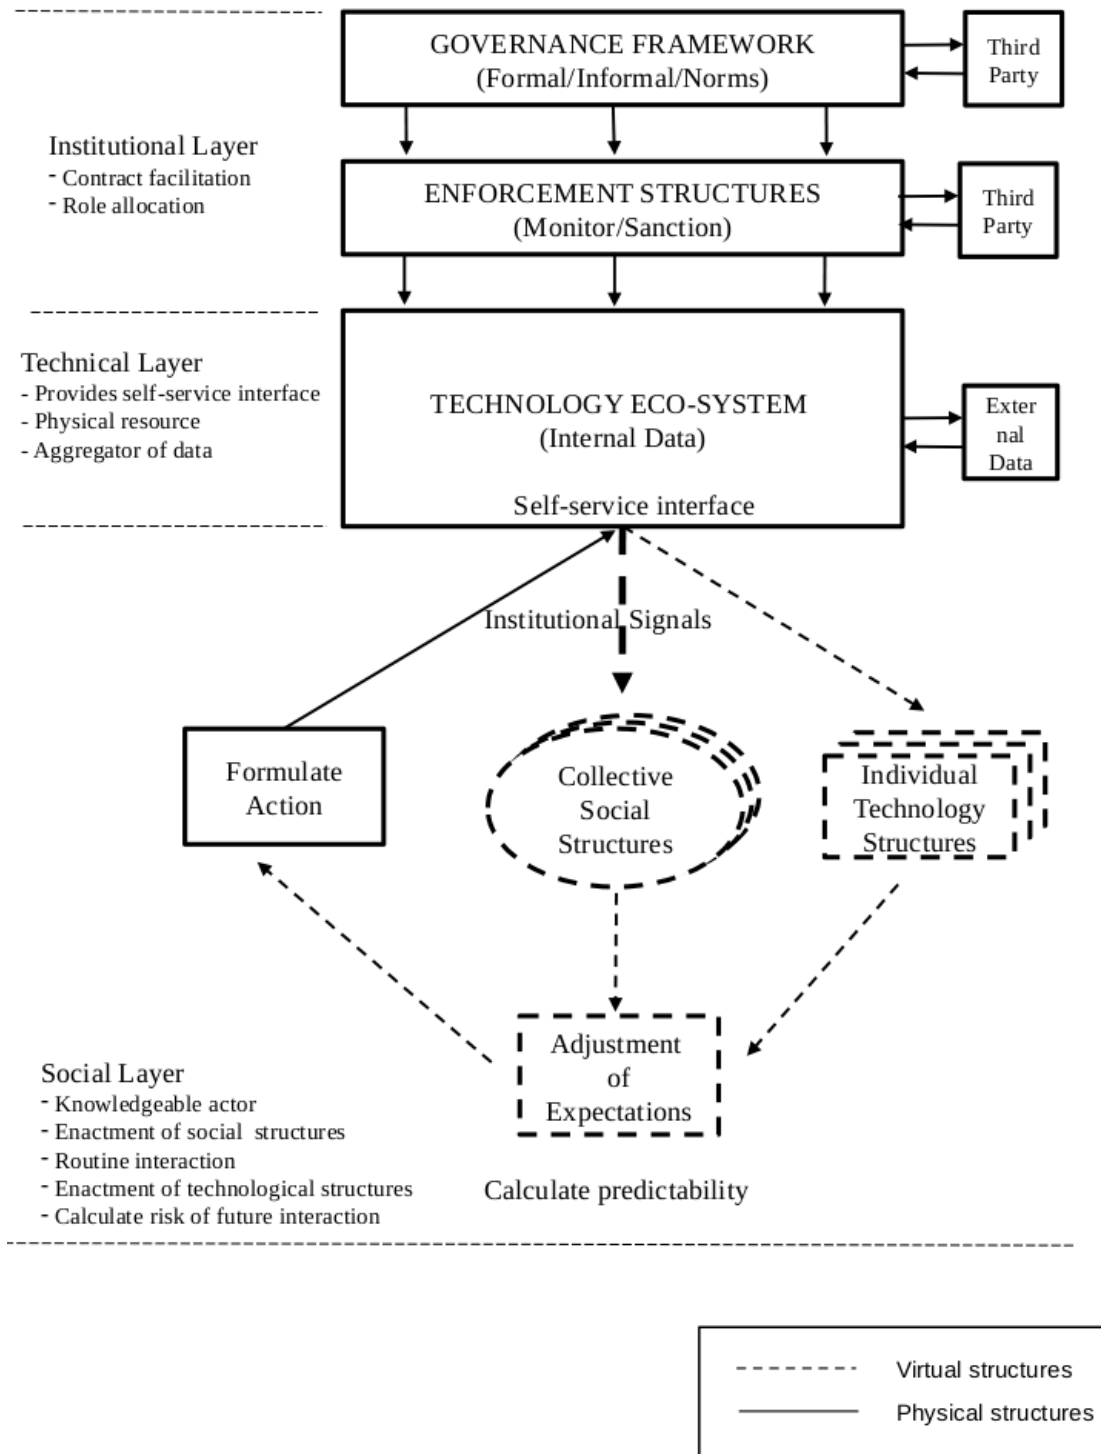 GOVERNANCE FRAMEWORK
(Formal/Informal/Norms)
Third
Party
Institutional Layer
- Contract facilitation
- Role allocation
ENFORCEMENT STRUCTURES
(Monitor/Sanction)
Third
Party
Technical Layer
- Provides self-service interface
- Physical resource
- Aggregator of data
TECHNOLOGY ECO-SYSTEM
(Internal Data)
Self-service interface
Exter
nal
Data
Institutional Signals
Formulate
Action
Collective
Social
Structures
Individual
Technology
Structures
Adjustment
of
Expectations
Calculate predictability
Social Layer
- Knowledgeable actor
- Enactment of social structures
- Routine interaction
- Enactment of technological structures
- Calculate risk of future interaction
Virtual structures
Physical structures